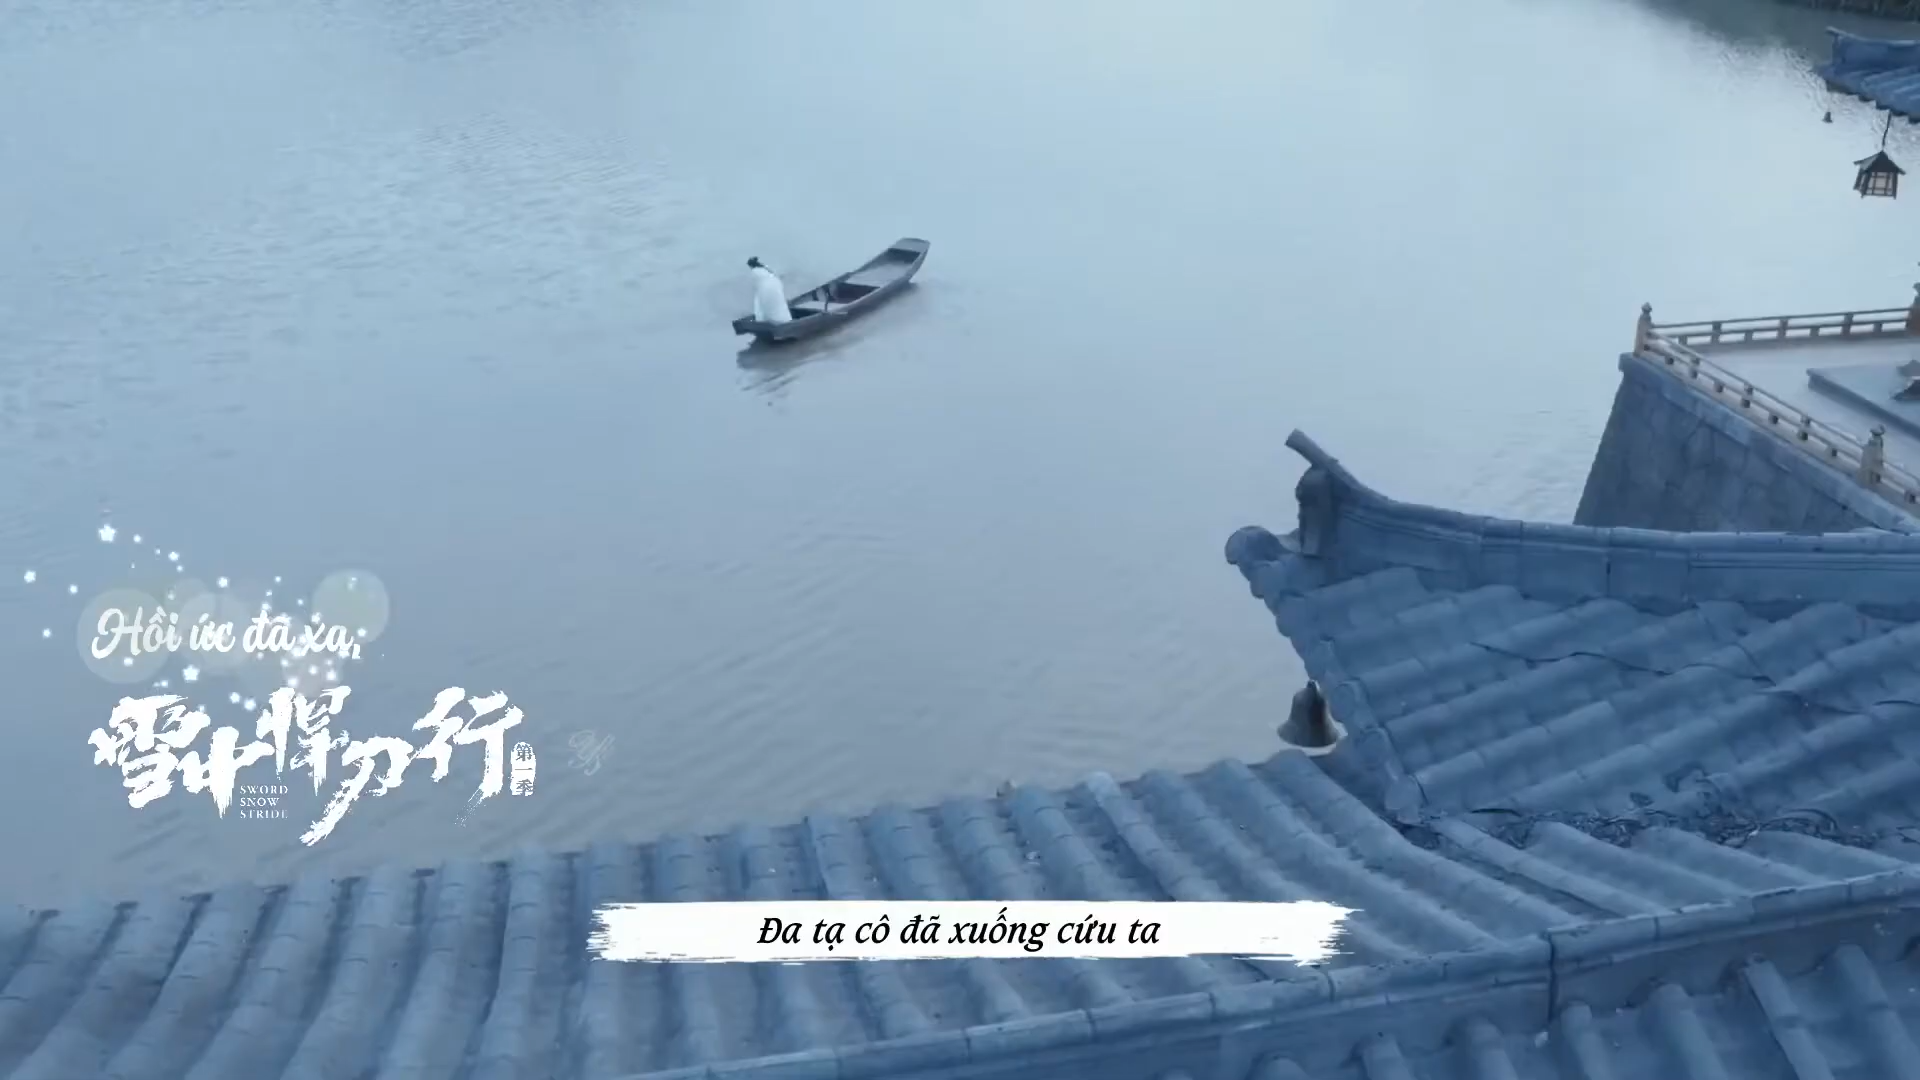 Hồi ức đã xa,
雪中悍刀行
第一季
SWORD
SNOW
STRIDE
Đa tạ cô đã xuống cứu ta